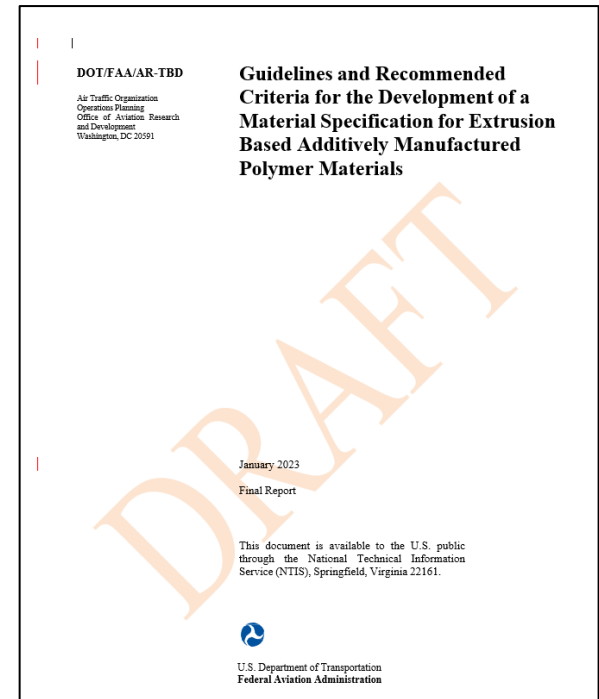 DOT/FAA/AR-TBD
Air Traffic Organization
Operations Planning
Office of Aviation Research
and Development
Washington, DC 20591
Guidelines and Recommended
Criteria for the Development of a
Material Specification for Extrusion
Based Additively Manufactured
Polymer Materials
DRAFT
January 2023
Final Report
This document is available to the U.S. public
through the National Technical Information
Service (NTIS), Springfield, Virginia 22161.
U.S. Department of Transportation
Federal Aviation Administration